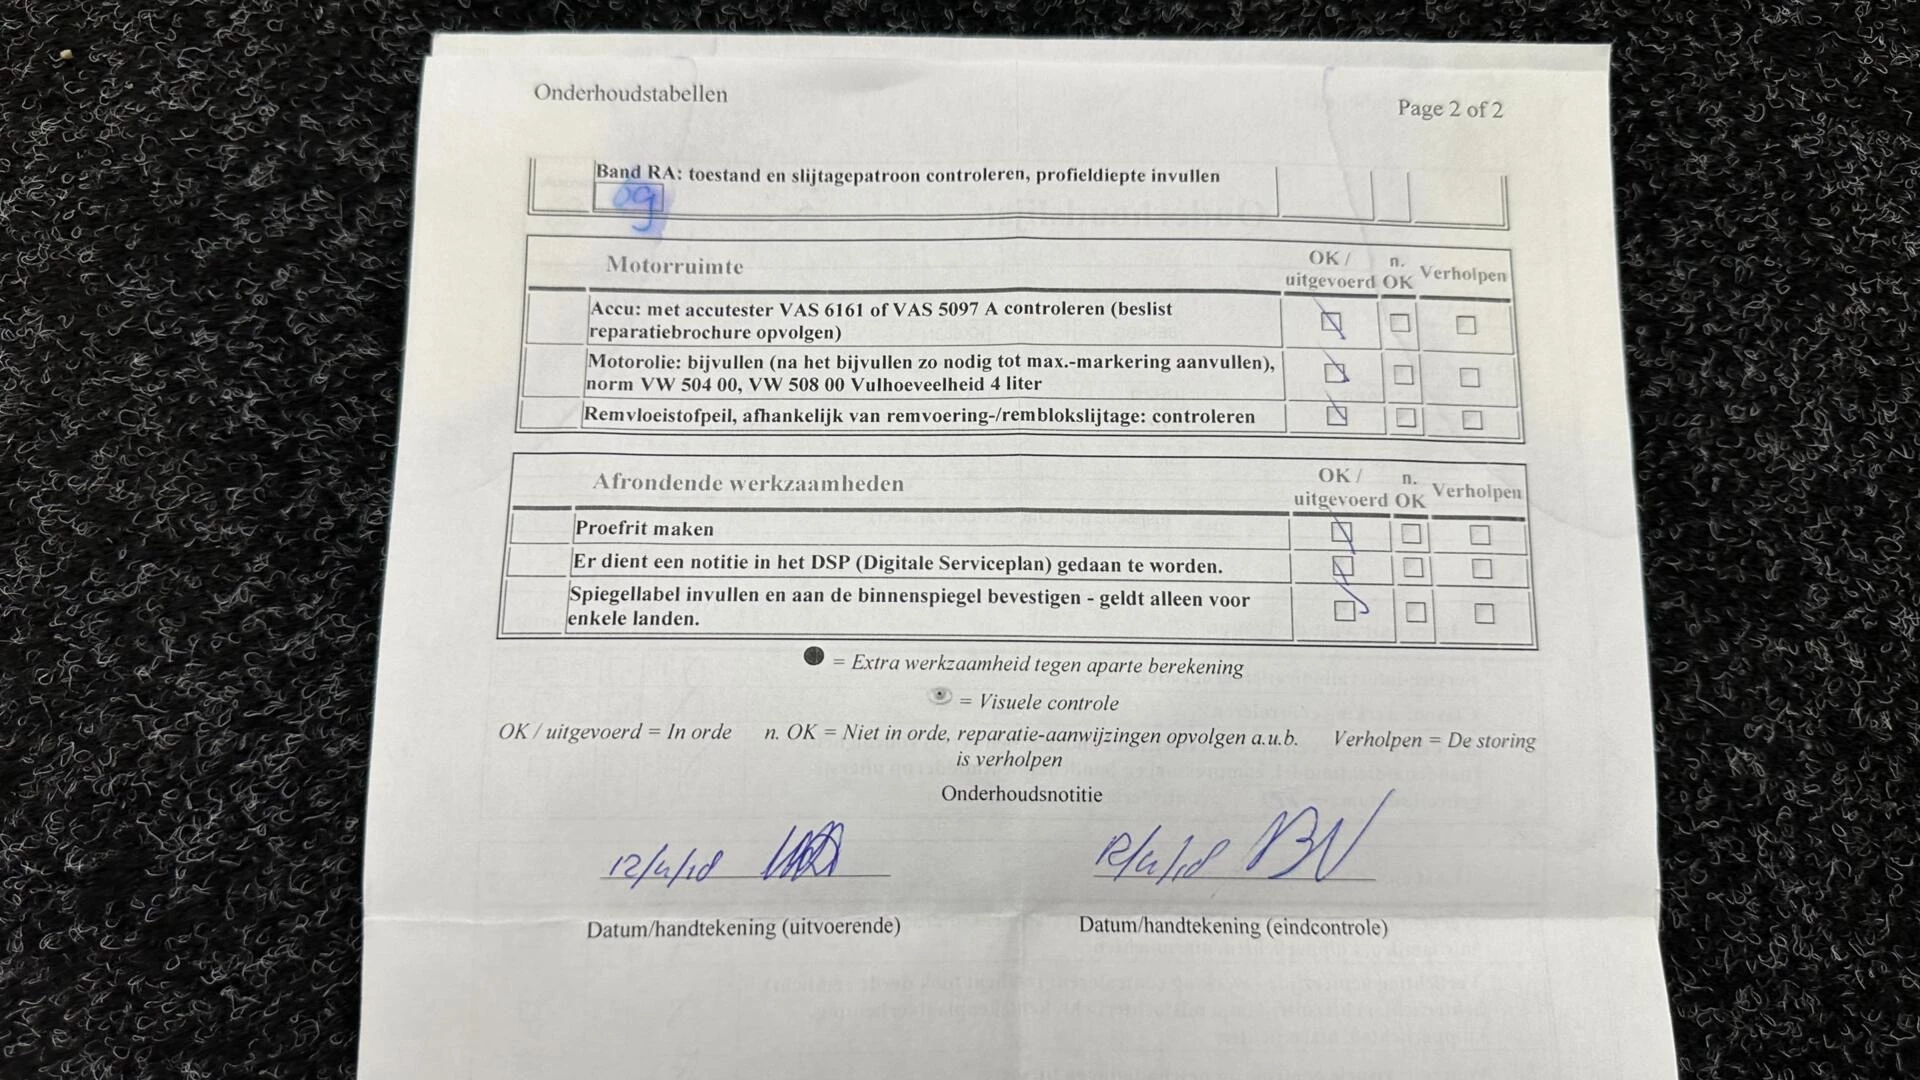 Onderhoudstabellen
Page 2 of 2
Band RA: toestand en slijtagepatroon controleren, profieldiepte invullen
09
Motorruimte
OK / uitgevoerd
n. OK
Verholpen
Accu: met accutester VAS 6161 of VAS 5097 A controleren (beslist
reparatiebrochure opvolgen)
Motorolie: bijvullen (na het bijvullen zo nodig tot max.-markering aanvullen),
norm VW 504 00, VW 508 00 Vulhoeveelheid 4 liter
Remvloeistofpeil, afhankelijk van remvoering-/remblokslijtage: controleren
Afrondende werkzaamheden
OK / uitgevoerd
n. OK
Verholpen
Proefrit maken
Er dient een notitie in het DSP (Digitale Serviceplan) gedaan te worden.
Spiegellabel invullen en aan de binnenspiegel bevestigen - geldt alleen voor
enkele landen.
= Extra werkzaamheid tegen aparte berekening
= Visuele controle
OK / uitgevoerd = In orde n. OK = Niet in orde, reparatie-aanwijzingen opvolgen a.u.b. Verholpen = De storing
is verholpen
Onderhoudsnotitie
Datum/handtekening (uitvoerende)
Datum/handtekening (eindcontrole)